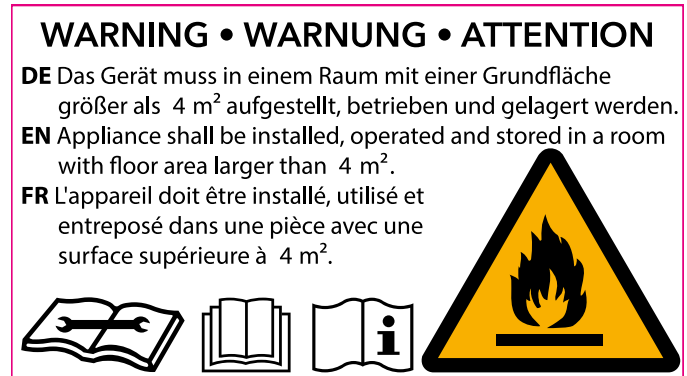 WARNING • WARNUNG • ATTENTION
DE Das Gerät muss in einem Raum mit einer Grundfläche
größer als 4 m² aufgestellt, betrieben und gelagert werden.
EN Appliance shall be installed, operated and stored in a room
with floor area larger than 4 m².
FR L'appareil doit être installé, utilisé et
entreposé dans une pièce avec une
surface supérieure à 4 m².
i